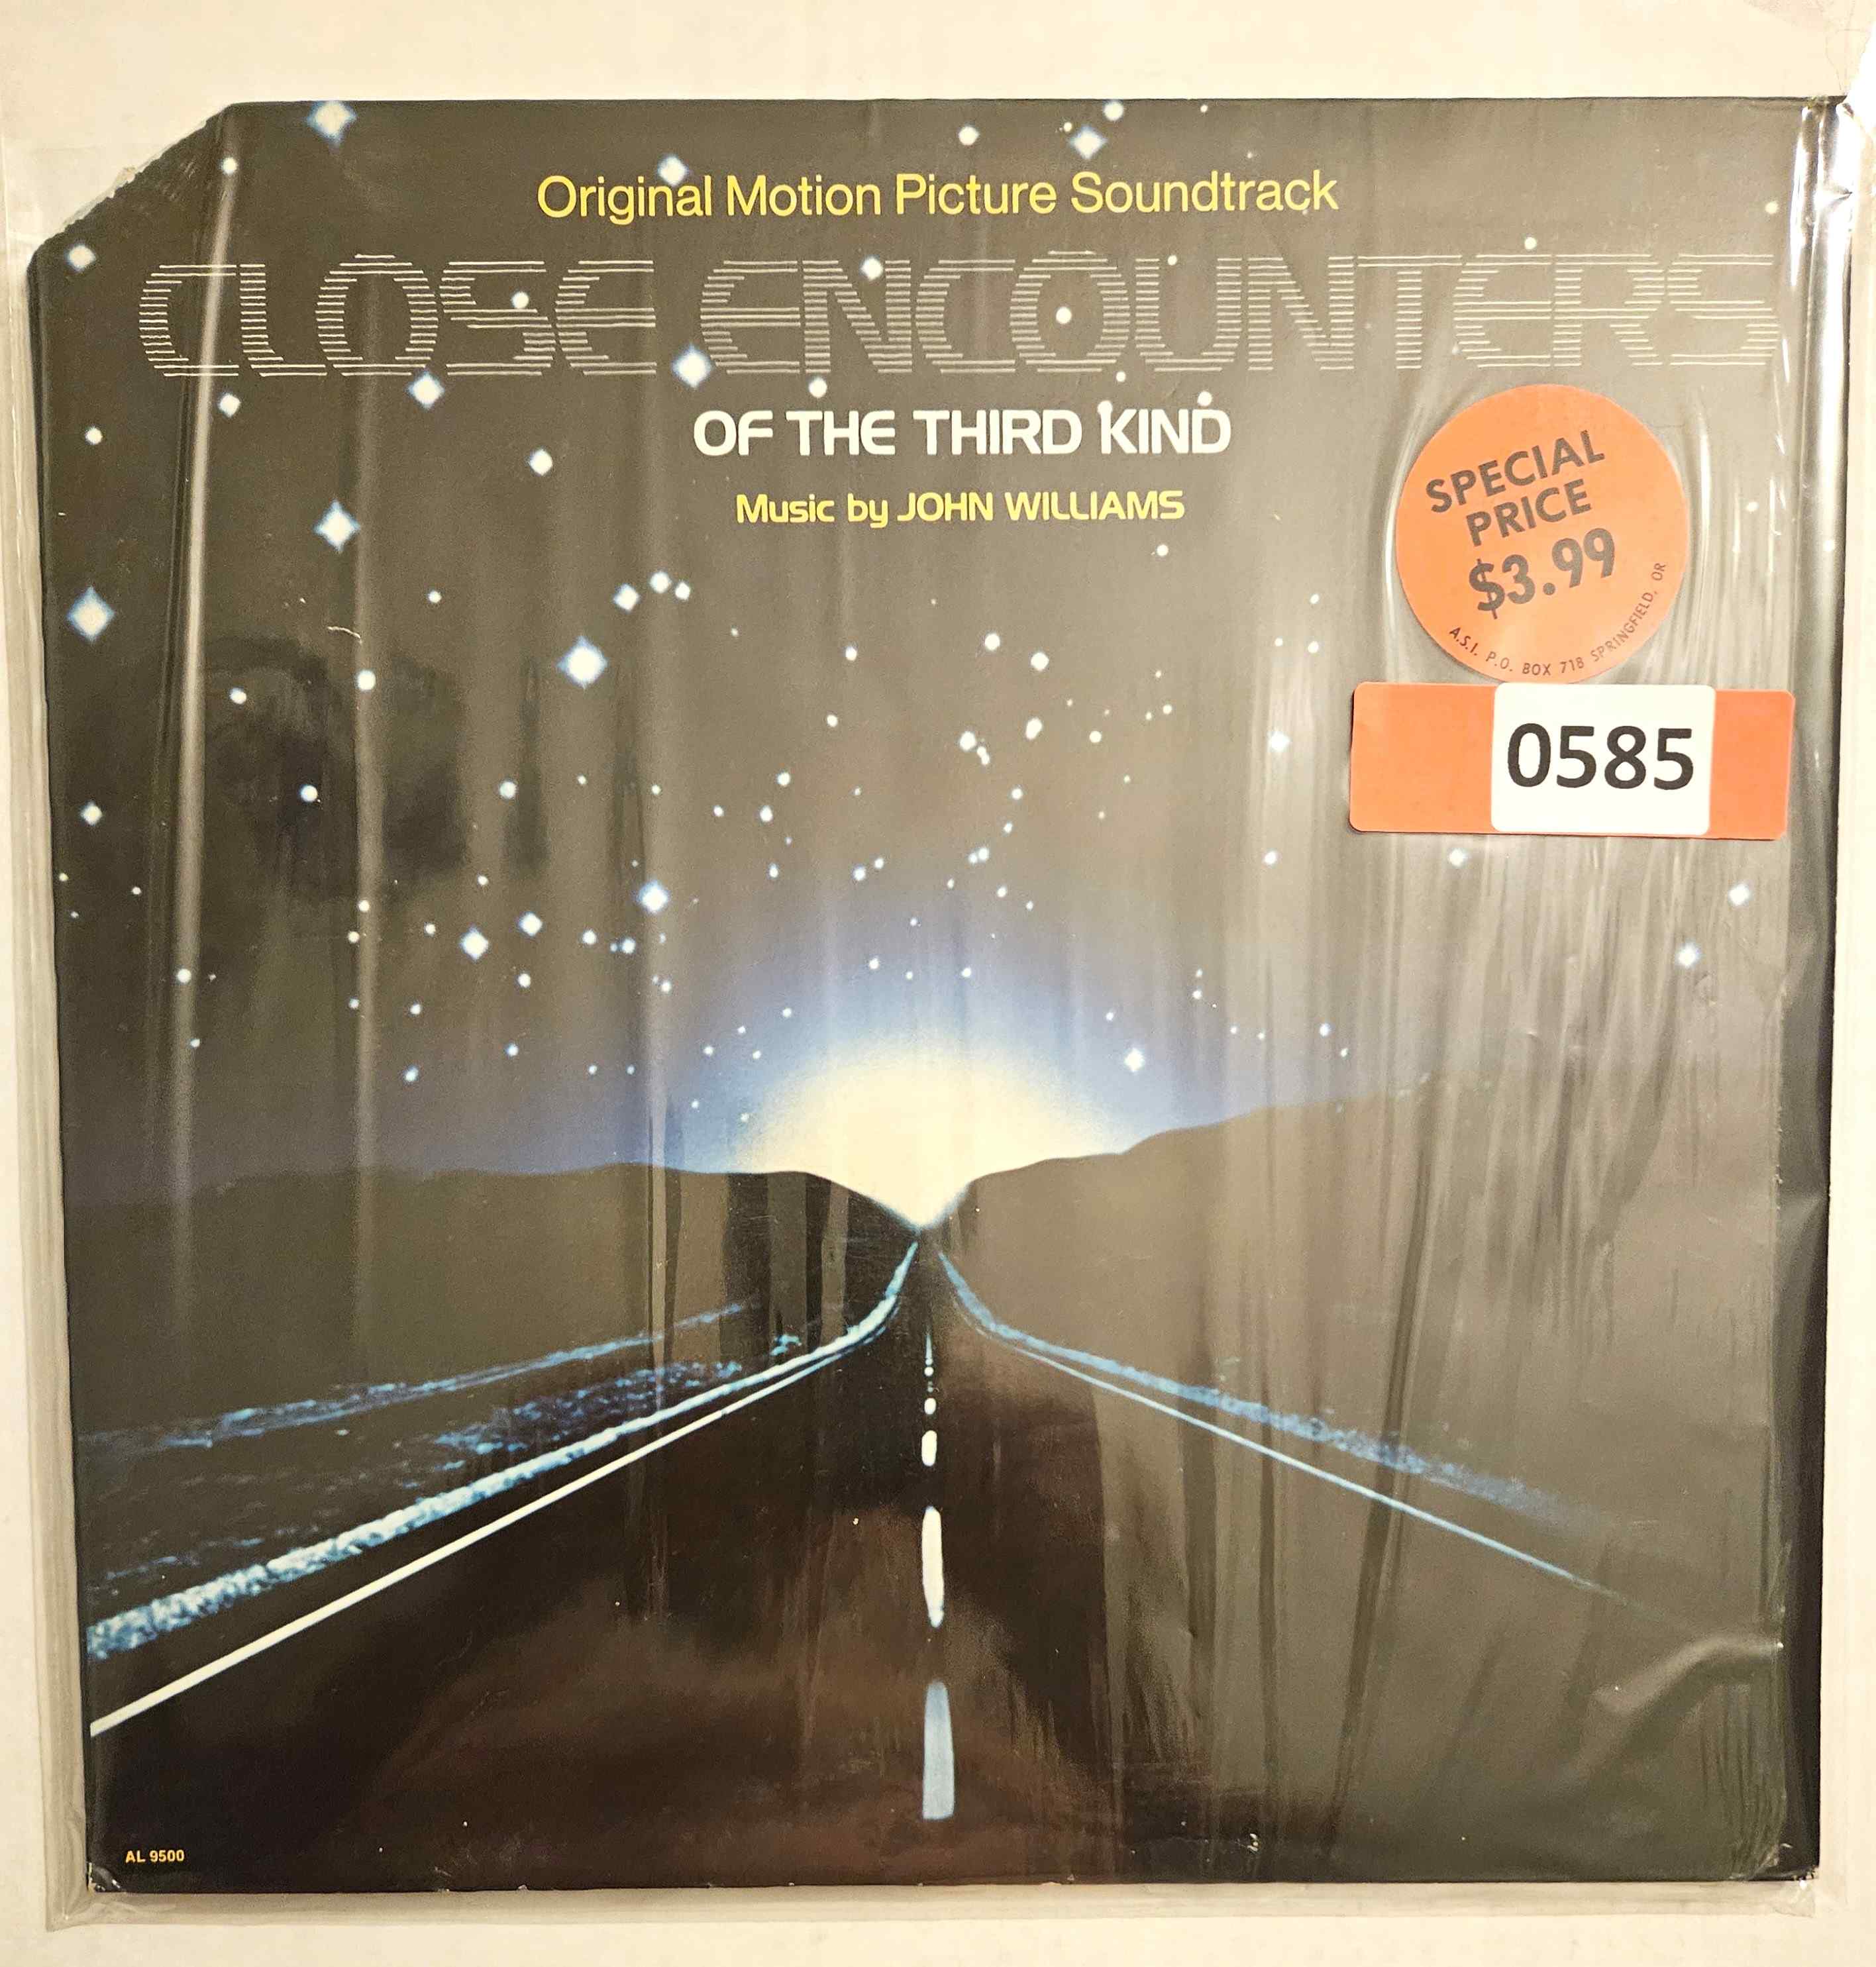 Original Motion Picture Soundtrack
CLOSE ENCOUNTERS
OF THE THIRD KIND
Music by JOHN WILLIAMS
SPECIAL
PRICE
$3.99
A.S.I. P.O. BOX 718 SPRINGFIELD, OR
0585
AL 9500